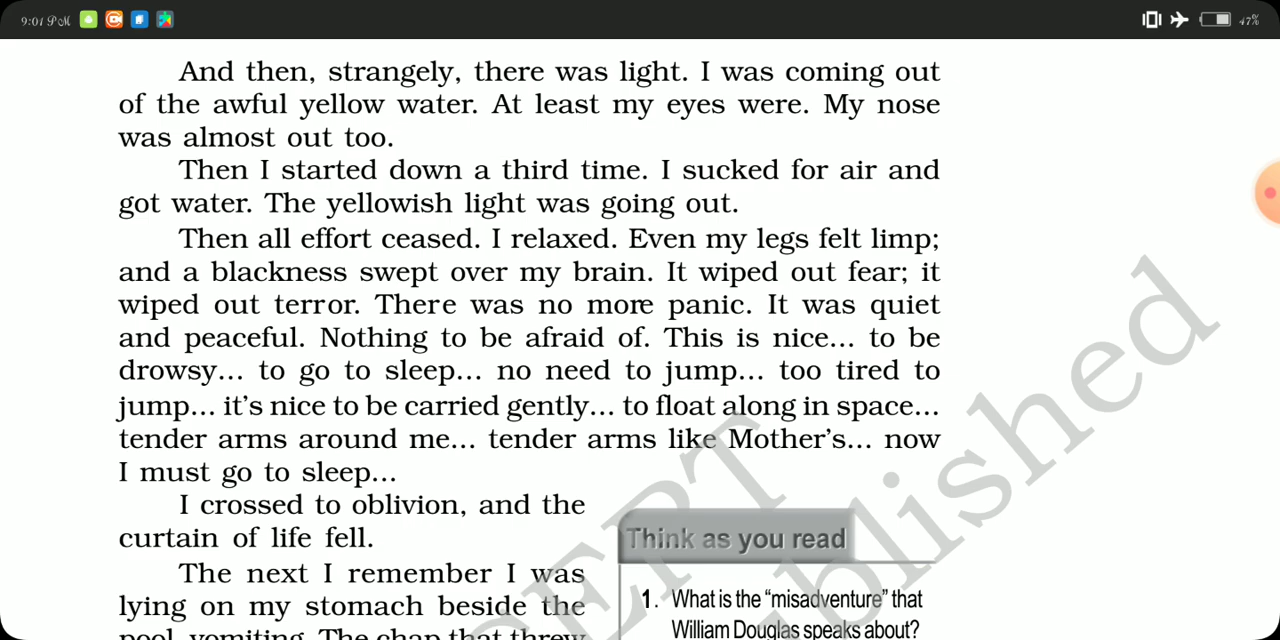 9:01 PM
47%
And then, strangely, there was light. I was coming out
of the awful yellow water. At least my eyes were. My nose
was almost out too.
Then I started down a third time. I sucked for air and
got water. The yellowish light was going out.
Then all effort ceased. I relaxed. Even my legs felt limp;
and a blackness swept over my brain. It wiped out fear; it
wiped out terror. There was no more panic. It was quiet
and peaceful. Nothing to be afraid of. This is nice... to be
drowsy... to go to sleep... no need to jump... too tired to
jump... it's nice to be carried gently... to float along in space...
tender arms around me... tender arms like Mother's... now
I must go to sleep...
I crossed to oblivion, and the
curtain of life fell.
The next I remember I was
lying on my stomach beside the
pool, vomiting. The chap that threw
Think as you read
1. What is the "misadventure" that
William Douglas speaks about?